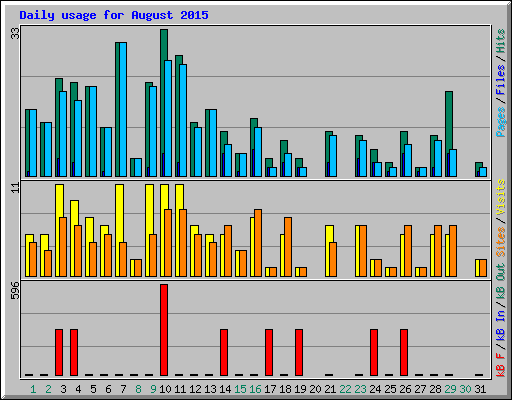 Daily usage for August 2015
33
Pages / Files / Hits
11
Sites / Visits
596
kB F / kB In / kB Out
1 2 3 4 5 6 7 8 9 10 11 12 13 14 15 16 17 18 19 20 21 22 23 24 25 26 27 28 29 30 31